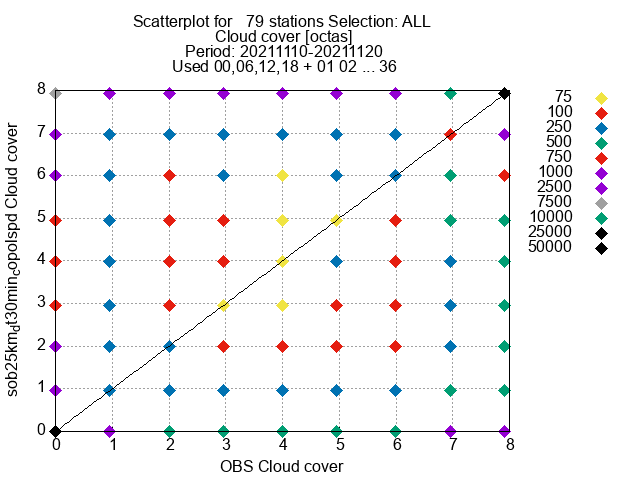 Scatterplot for 79 stations Selection: ALL
Cloud cover [octas]
Period: 20211110-20211120
Used 00,06,12,18 + 01 02 ... 36
8
7
6
5
4
3
2
1
0
sob25km_dt30min_copolspd Cloud cover
0 1 2 3 4 5 6 7 8
OBS Cloud cover
75
100
250
500
750
1000
2500
7500
10000
25000
50000